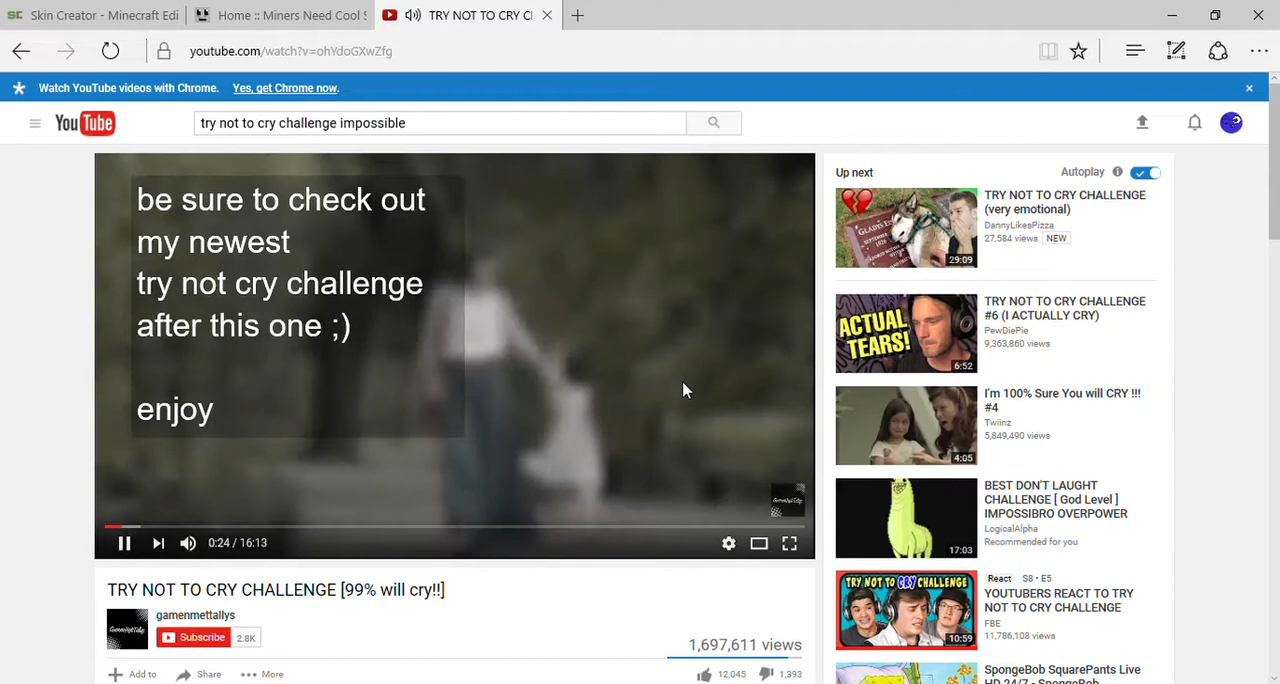 Skin Creator - Minecraft Edi
Home :: Miners Need Cool S
TRY NOT TO CRY CI
youtube.com/watch?v=ohYdoGXwZfg
Watch YouTube videos with Chrome. Yes, get Chrome now.
YouTube
try not to cry challenge impossible
be sure to check out
my newest
try not cry challenge
after this one ;)
enjoy
0:24 / 16:13
TRY NOT TO CRY CHALLENGE [99% will cry!!]
gamenmettallys
Subscribe 2.8K
1,697,611 views
Add to Share More
12,045 1,393
Up next
Autoplay
GLADYS
29:09
TRY NOT TO CRY CHALLENGE
(very emotional)
DannyLikesPizza
27,584 views NEW
ACTUAL
TEARS!
6:52
TRY NOT TO CRY CHALLENGE
#6 (I ACTUALLY CRY)
PewDiePie
9,363,860 views
4:05
I'm 100% Sure You will CRY !!!
#4
Twiinz
5,849,490 views
17:03
BEST DON'T LAUGHT
CHALLENGE [ God Level ]
IMPOSSIBRO OVERPOWER
LogicalAlpha
Recommended for you
TRY NOT TO CRY CHALLENGE
10:59
React S8 • E5
YOUTUBERS REACT TO TRY
NOT TO CRY CHALLENGE
FBE
11,786,108 views
SpongeBob SquarePants Live
HD 24/7 - SpongeBob